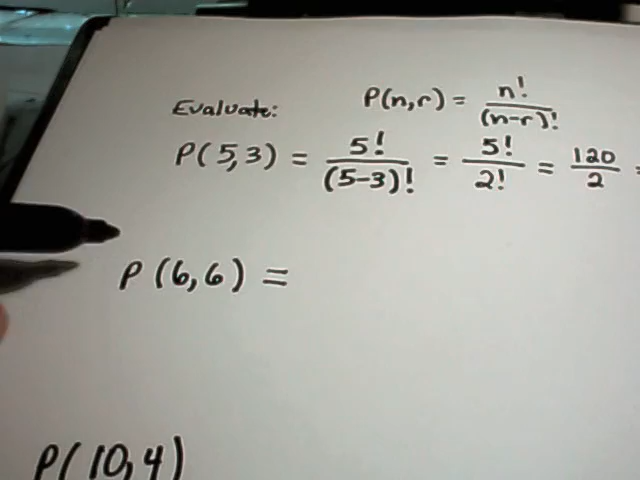 Evaluate: P(n,r) = n!/(n-r)!
P(5,3) = 5!/(5-3)! = 5!/2! = 120/2 =
P(6,6) =
P(10,4)